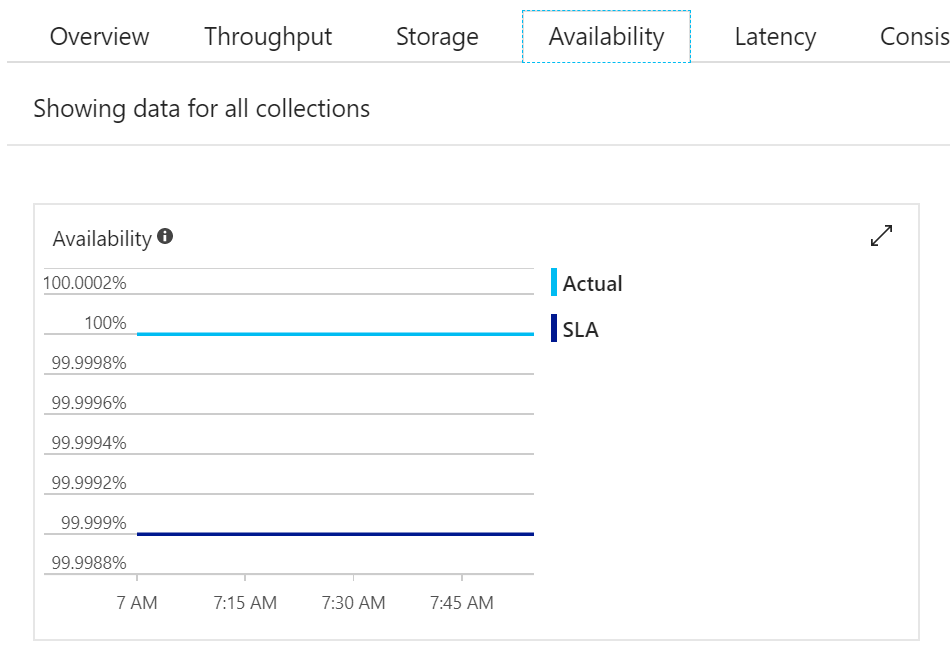 Overview Throughput Storage Availability Latency Consis
Showing data for all collections
Availability
100.0002%
100%
99.9998%
99.9996%
99.9994%
99.9992%
99.999%
99.9988%
7 AM 7:15 AM 7:30 AM 7:45 AM
Actual
SLA